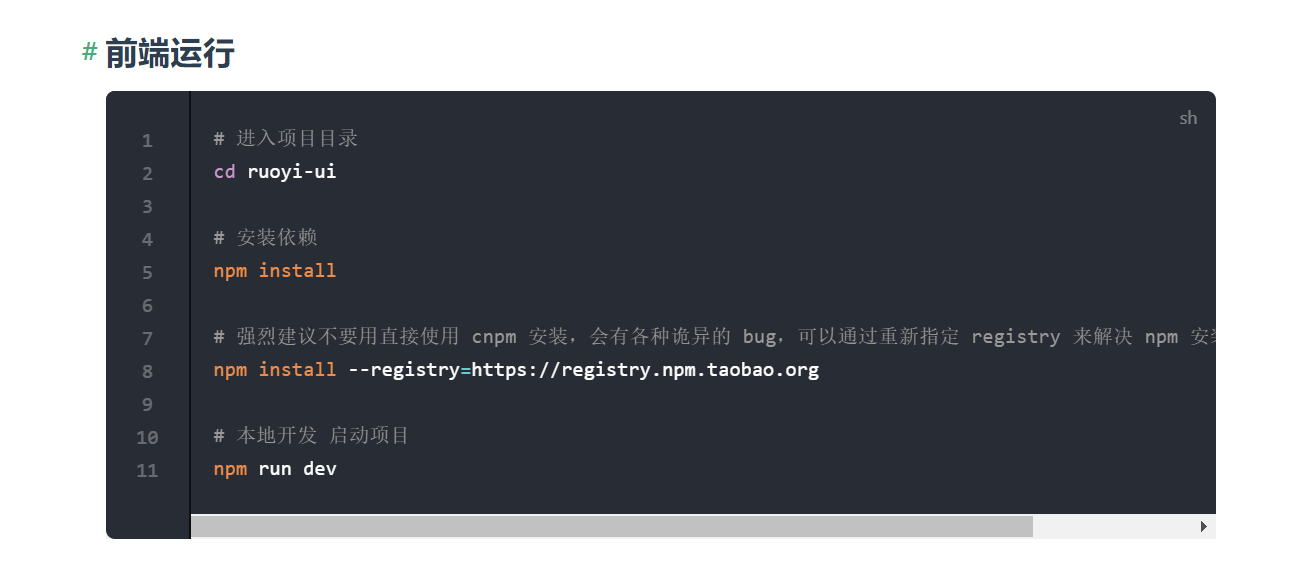 # 前端运行
sh
1 # 进入项目目录
2 cd ruoyi-ui
3
4 # 安装依赖
5 npm install
6
7 # 强烈建议不要用直接使用 cnpm 安装，会有各种诡异的 bug，可以通过重新指定 registry 来解决 npm 安
8 npm install --registry=https://registry.npm.taobao.org
9
10 # 本地开发 启动项目
11 npm run dev